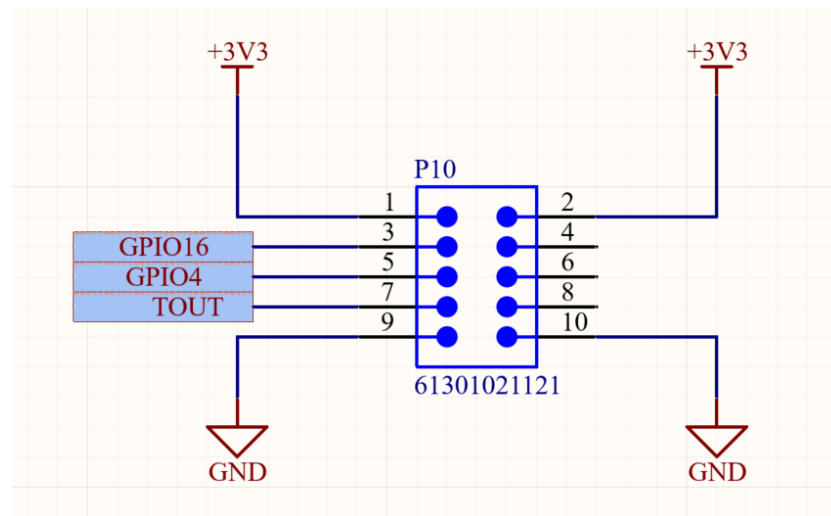 +3V3
+3V3
P10
1
2
GPIO16
3
4
GPIO4
5
6
TOUT
7
8
9
10
61301021121
GND
GND